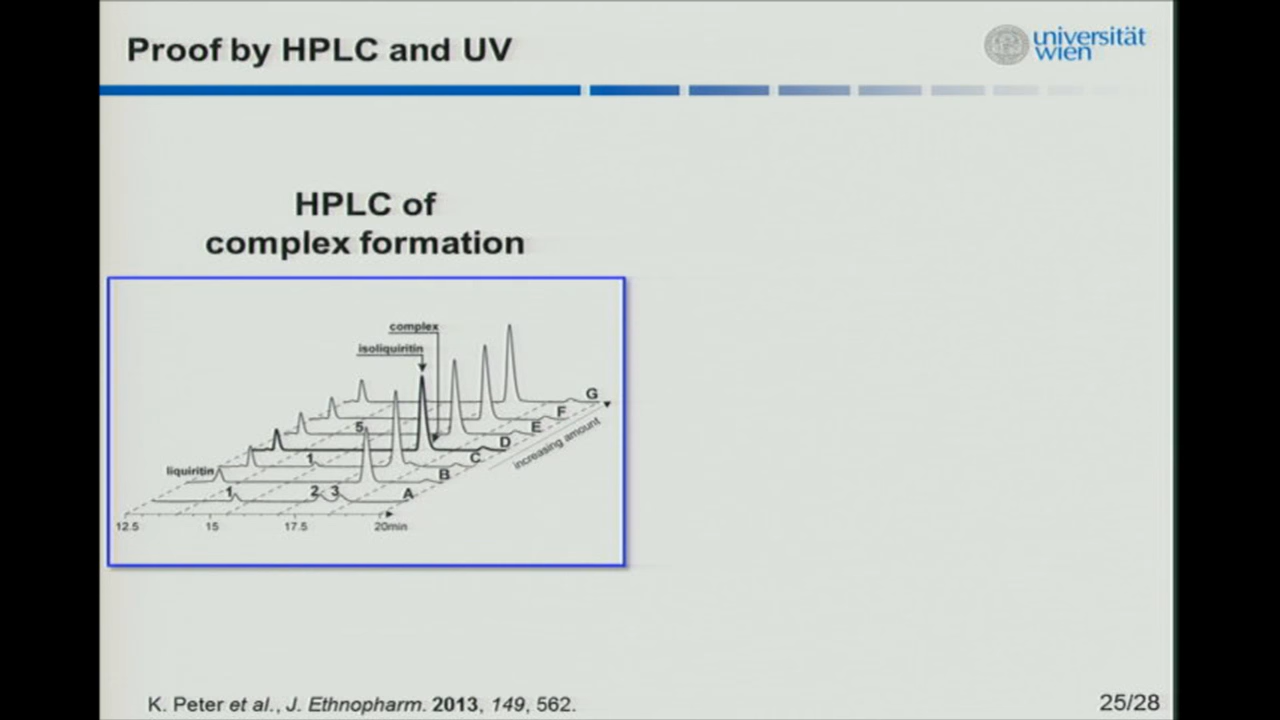 Proof by HPLC and UV
universität
wien
HPLC of
complex formation
complex
isoliquiritin
G
F
5
E
D
increasing amount
1
C
liquiritin
B
1
2
3
A
12.5
15
17.5
20min
K. Peter et al., J. Ethnopharm. 2013, 149, 562.
25/28